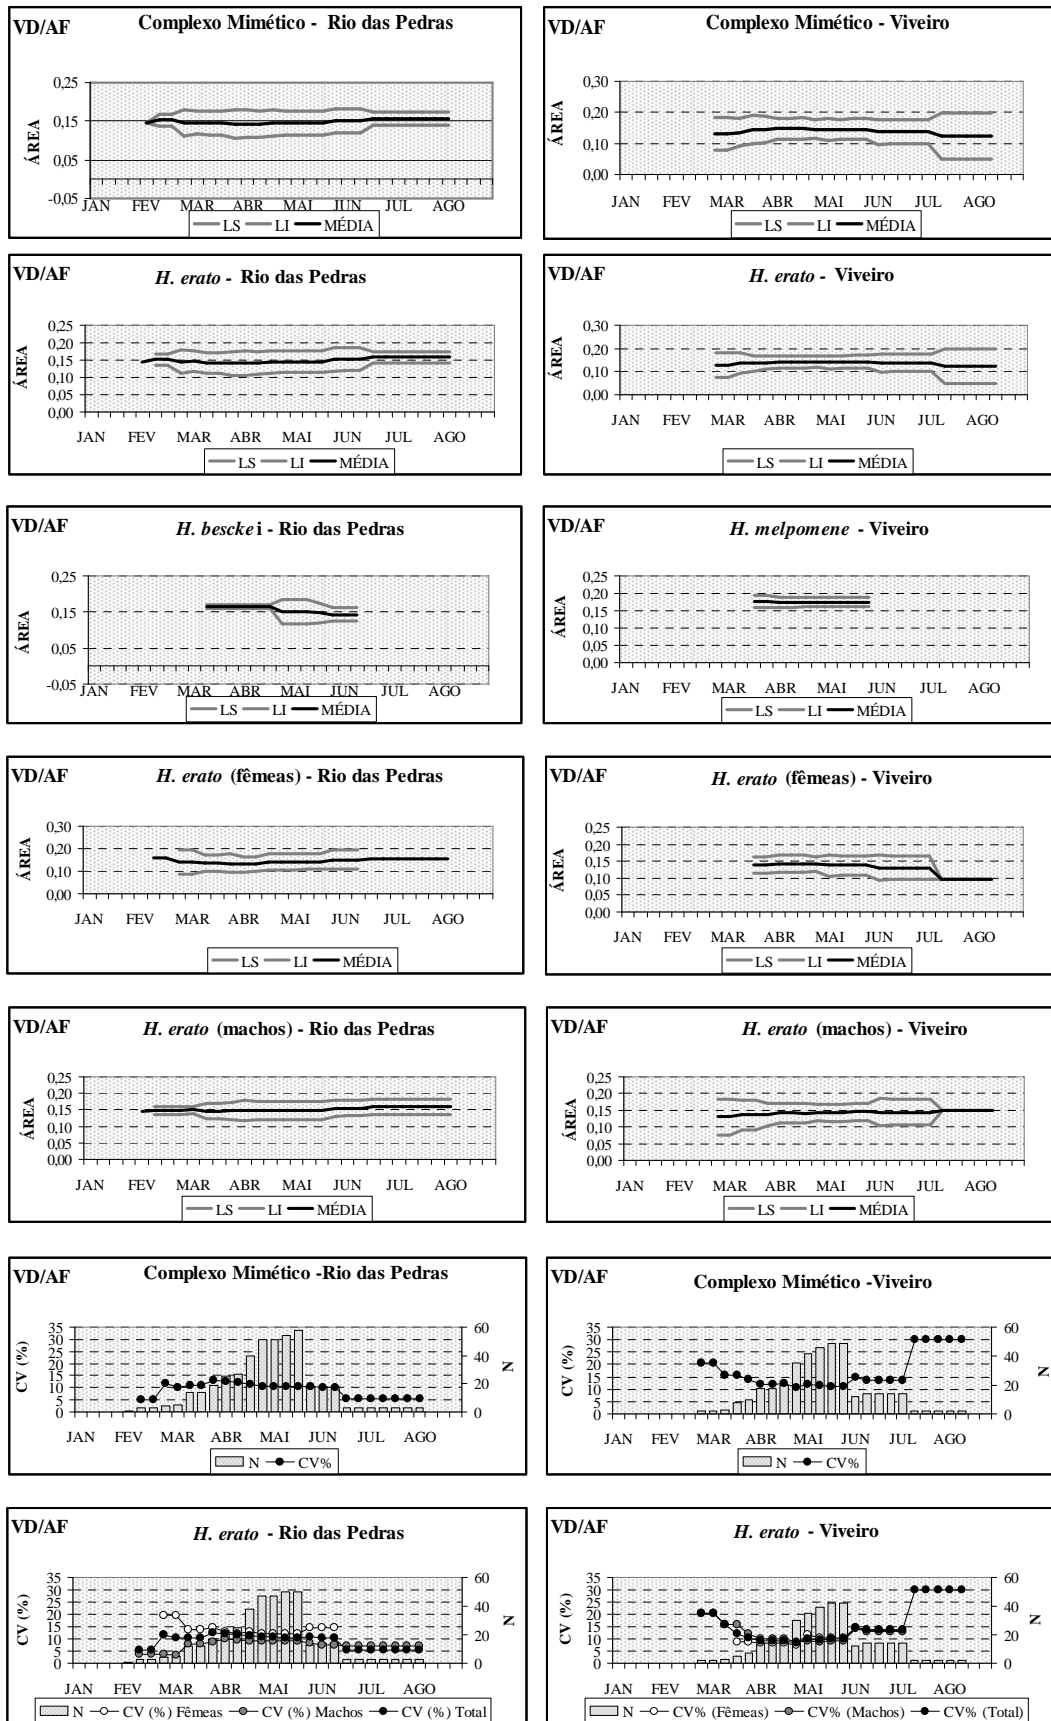 VD/AF Complexo Mimético - Rio das Pedras
ÁREA
0,25
0,15
0,05
-0,05
JAN FEV MAR ABR MAI JUN JUL AGO
LS LI MÉDIA
VD/AF Complexo Mimético - Viveiro
ÁREA
0,30
0,20
0,10
0,00
JAN FEV MAR ABR MAI JUN JUL AGO
LS LI MÉDIA
VD/AF H. erato - Rio das Pedras
ÁREA
0,25
0,20
0,15
0,10
0,05
0,00
JAN FEV MAR ABR MAI JUN JUL AGO
LS LI MÉDIA
VD/AF H. erato - Viveiro
ÁREA
0,30
0,20
0,10
0,00
JAN FEV MAR ABR MAI JUN JUL AGO
LS LI MÉDIA
VD/AF H. besckei - Rio das Pedras
ÁREA
0,25
0,15
0,05
-0,05
JAN FEV MAR ABR MAI JUN JUL AGO
LS LI MÉDIA
VD/AF H. melpomene - Viveiro
ÁREA
0,25
0,20
0,15
0,10
0,05
0,00
JAN FEV MAR ABR MAI JUN JUL AGO
LS LI MÉDIA
VD/AF H. erato (fêmeas) - Rio das Pedras
ÁREA
0,30
0,20
0,10
0,00
JAN FEV MAR ABR MAI JUN JUL AGO
LS LI MÉDIA
VD/AF H. erato (fêmeas) - Viveiro
ÁREA
0,25
0,20
0,15
0,10
0,05
0,00
JAN FEV MAR ABR MAI JUN JUL AGO
LS LI MÉDIA
VD/AF H. erato (machos) - Rio das Pedras
ÁREA
0,25
0,20
0,15
0,10
0,05
0,00
JAN FEV MAR ABR MAI JUN JUL AGO
LS LI MÉDIA
VD/AF H. erato (machos) - Viveiro
ÁREA
0,25
0,20
0,15
0,10
0,05
0,00
JAN FEV MAR ABR MAI JUN JUL AGO
LS LI MÉDIA
VD/AF Complexo Mimético -Rio das Pedras
CV (%)
35 60
30
25
20 40
15
10 20
5
0 0
N
JAN FEV MAR ABR MAI JUN JUL AGO
N CV%
VD/AF Complexo Mimético -Viveiro
CV (%)
35 60
30
25
20 40
15
10 20
5
0 0
N
JAN FEV MAR ABR MAI JUN JUL AGO
N CV%
VD/AF H. erato - Rio das Pedras
CV (%)
35 60
30
25
20 40
15
10 20
5
0 0
N
JAN FEV MAR ABR MAI JUN JUL AGO
N CV (%) Fêmeas CV (%) Machos CV (%) Total
VD/AF H. erato - Viveiro
CV (%)
35 60
30
25
20 40
15
10 20
5
0 0
N
JAN FEV MAR ABR MAI JUN JUL AGO
N CV% (Fêmeas) CV% (Machos) CV% (Total)